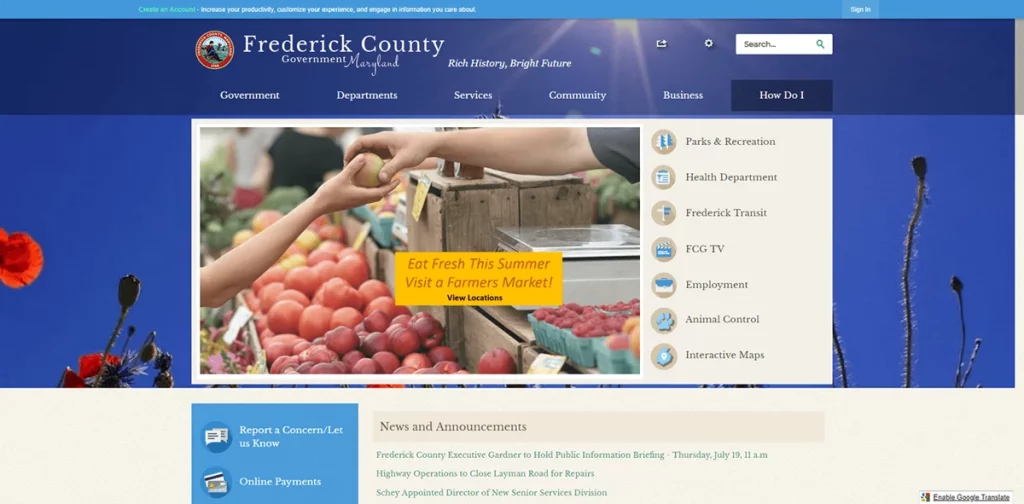 Create an Account - Increase your productivity, customize your experience, and engage in information you care about.
Sign In
Frederick County
Government Maryland
Rich History, Bright Future
Search...
Government
Departments
Services
Community
Business
How Do I
Eat Fresh This Summer
Visit a Farmers Market!
View Locations
Parks & Recreation
Health Department
Frederick Transit
FCG TV
Employment
Animal Control
Interactive Maps
Report a Concern/Let
us Know
Online Payments
News and Announcements
Frederick County Executive Gardner to Hold Public Information Briefing - Thursday, July 19, 11 a.m
Highway Operations to Close Layman Road for Repairs
Schey Appointed Director of New Senior Services Division
Enable Google Translate